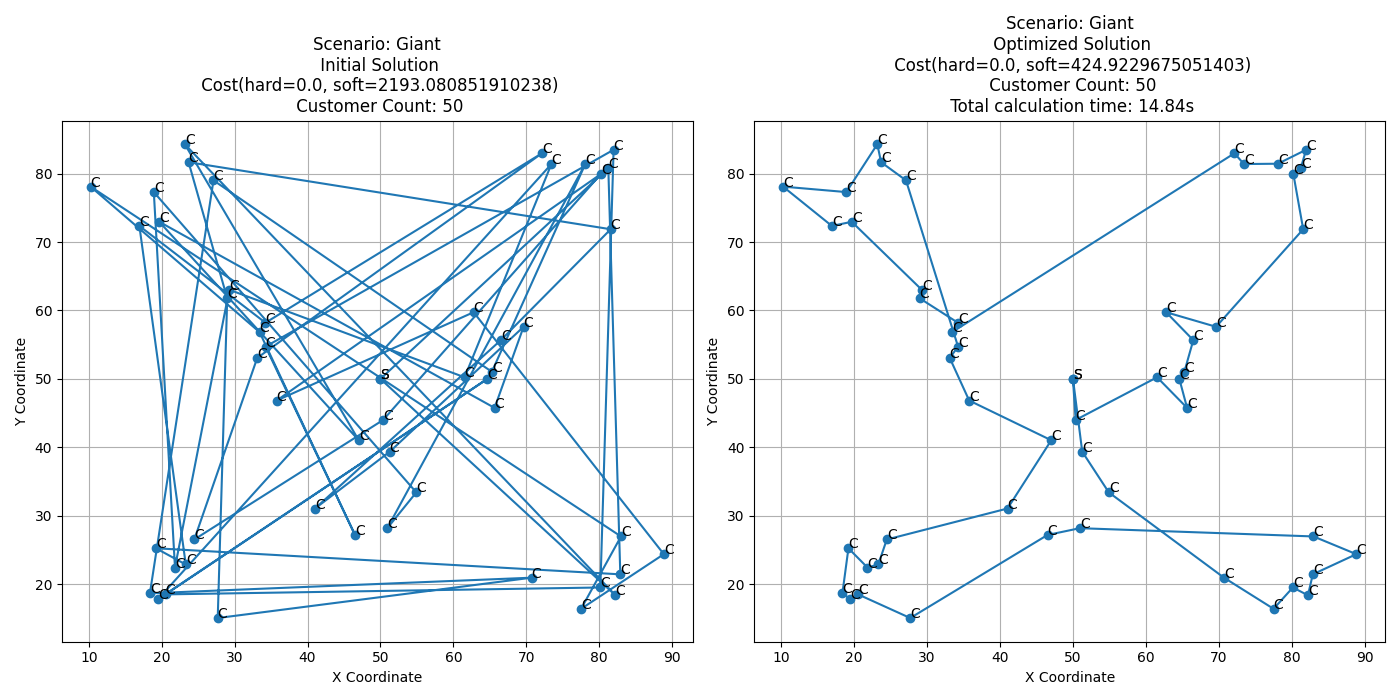 Scenario: Giant
Initial Solution
Cost(hard=0.0, soft=2193.080851910238)
Customer Count: 50
Y Coordinate
80
70
60
50
40
30
20
C C C C C C C C C C C C C C C C C C C C C C C C C C C C C C C C C C C C C C C C C C C C C C C C C C
S
10 20 30 40 50 60 70 80 90
X Coordinate
Scenario: Giant
Optimized Solution
Cost(hard=0.0, soft=424.9229675051403)
Customer Count: 50
Total calculation time: 14.84s
Y Coordinate
80
70
60
50
40
30
20
C C C C C C C C C C C C C C C C C C C C C C C C C C C C C C C C C C C C C C C C C C C C C C C C C C
S
10 20 30 40 50 60 70 80 90
X Coordinate